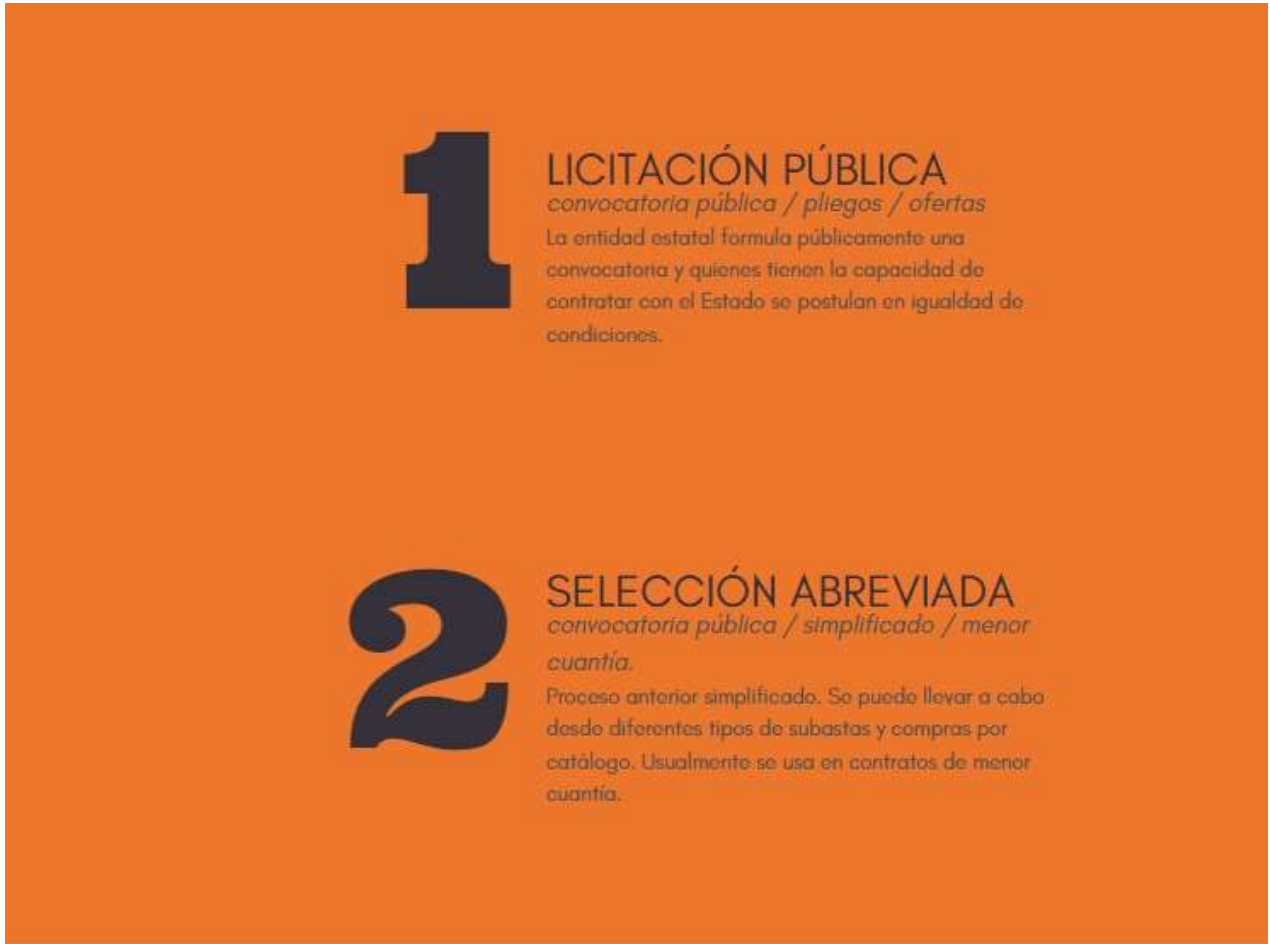 1
LICITACIÓN PÚBLICA
convocatoria pública / pliegos / ofertas
La entidad estatal formula públicamente una
convocatoria y quienes tienen la capacidad de
contratar con el Estado se postulan en igualdad de
condiciones.
2
SELECCIÓN ABREVIADA
convocatoria pública / simplificado / menor
cuantía.
Proceso anterior simplificado. Se puede llevar a cabo
desde diferentes tipos de subastas y compras por
catálogo. Usualmente se usa en contratos de menor
cuantía.